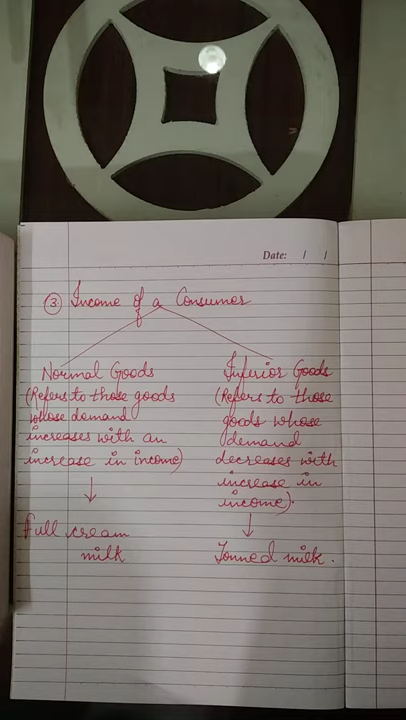 Date: / /
③ Income of a Consumer
Normal Goods
(Refers to those goods
whose demand
increases with an
increase in income)
Full cream
milk
Inferior Goods
(Refers to those
goods whose
demand
decreases with
increase in
income).
Tonned milk.